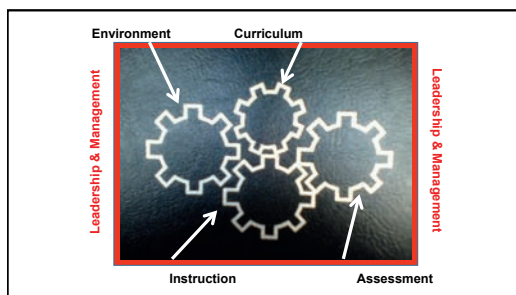 Environment
Curriculum
Leadership & Management
Leadership & Management
Instruction
Assessment